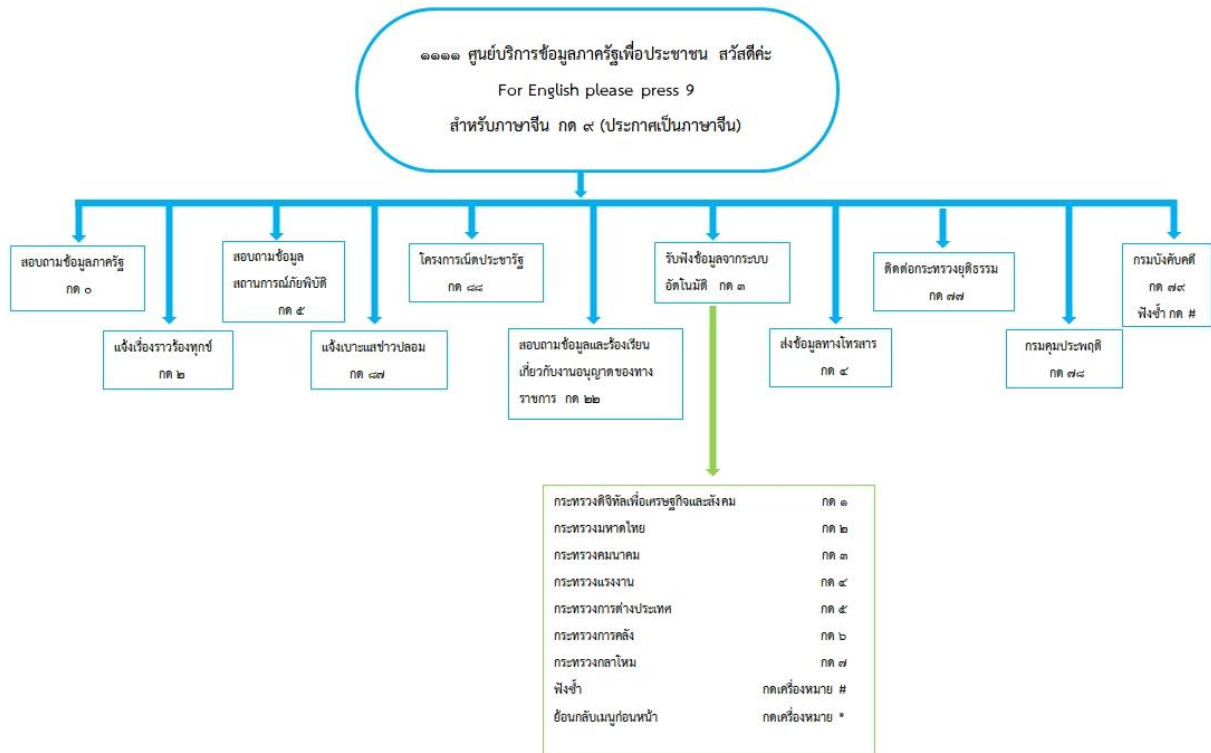 ๑๑๑๑ ศูนย์บริการข้อมูลภาครัฐเพื่อประชาชน สวัสดีค่ะ
For English please press 9
สำหรับภาษาจีน กด ๙ (ประกาศเป็นภาษาจีน)
สอบถามข้อมูลภาครัฐ
กด ๐
แจ้งเรื่องราวร้องทุกข์
กด ๒
สอบถามข้อมูล
สถานการณ์ภัยพิบัติ
กด ๕
แจ้งเบาะแสข่าวปลอม
กด ๘๗
โครงการเน็ตประชารัฐ
กด ๘๘
สอบถามข้อมูลและร้องเรียน
เกี่ยวกับงานอนุญาตของทาง
ราชการ กด ๒๒
รับฟังข้อมูลจากระบบ
อัตโนมัติ กด ๓
ส่งข้อมูลทางโทรสาร
กด ๔
ติดต่อกระทรวงยุติธรรม
กด ๗๗
กรมคุมประพฤติ
กด ๗๘
กรมบังคับคดี
กด ๗๙
ฟังซ้ำ กด #
กระทรวงดิจิทัลเพื่อเศรษฐกิจและสังคม กด ๑
กระทรวงมหาดไทย กด ๒
กระทรวงคมนาคม กด ๓
กระทรวงแรงงาน กด ๔
กระทรวงการต่างประเทศ กด ๕
กระทรวงการคลัง กด ๖
กระทรวงกลาโหม กด ๗
ฟังซ้ำ กดเครื่องหมาย #
ย้อนกลับเมนูก่อนหน้า กดเครื่องหมาย *